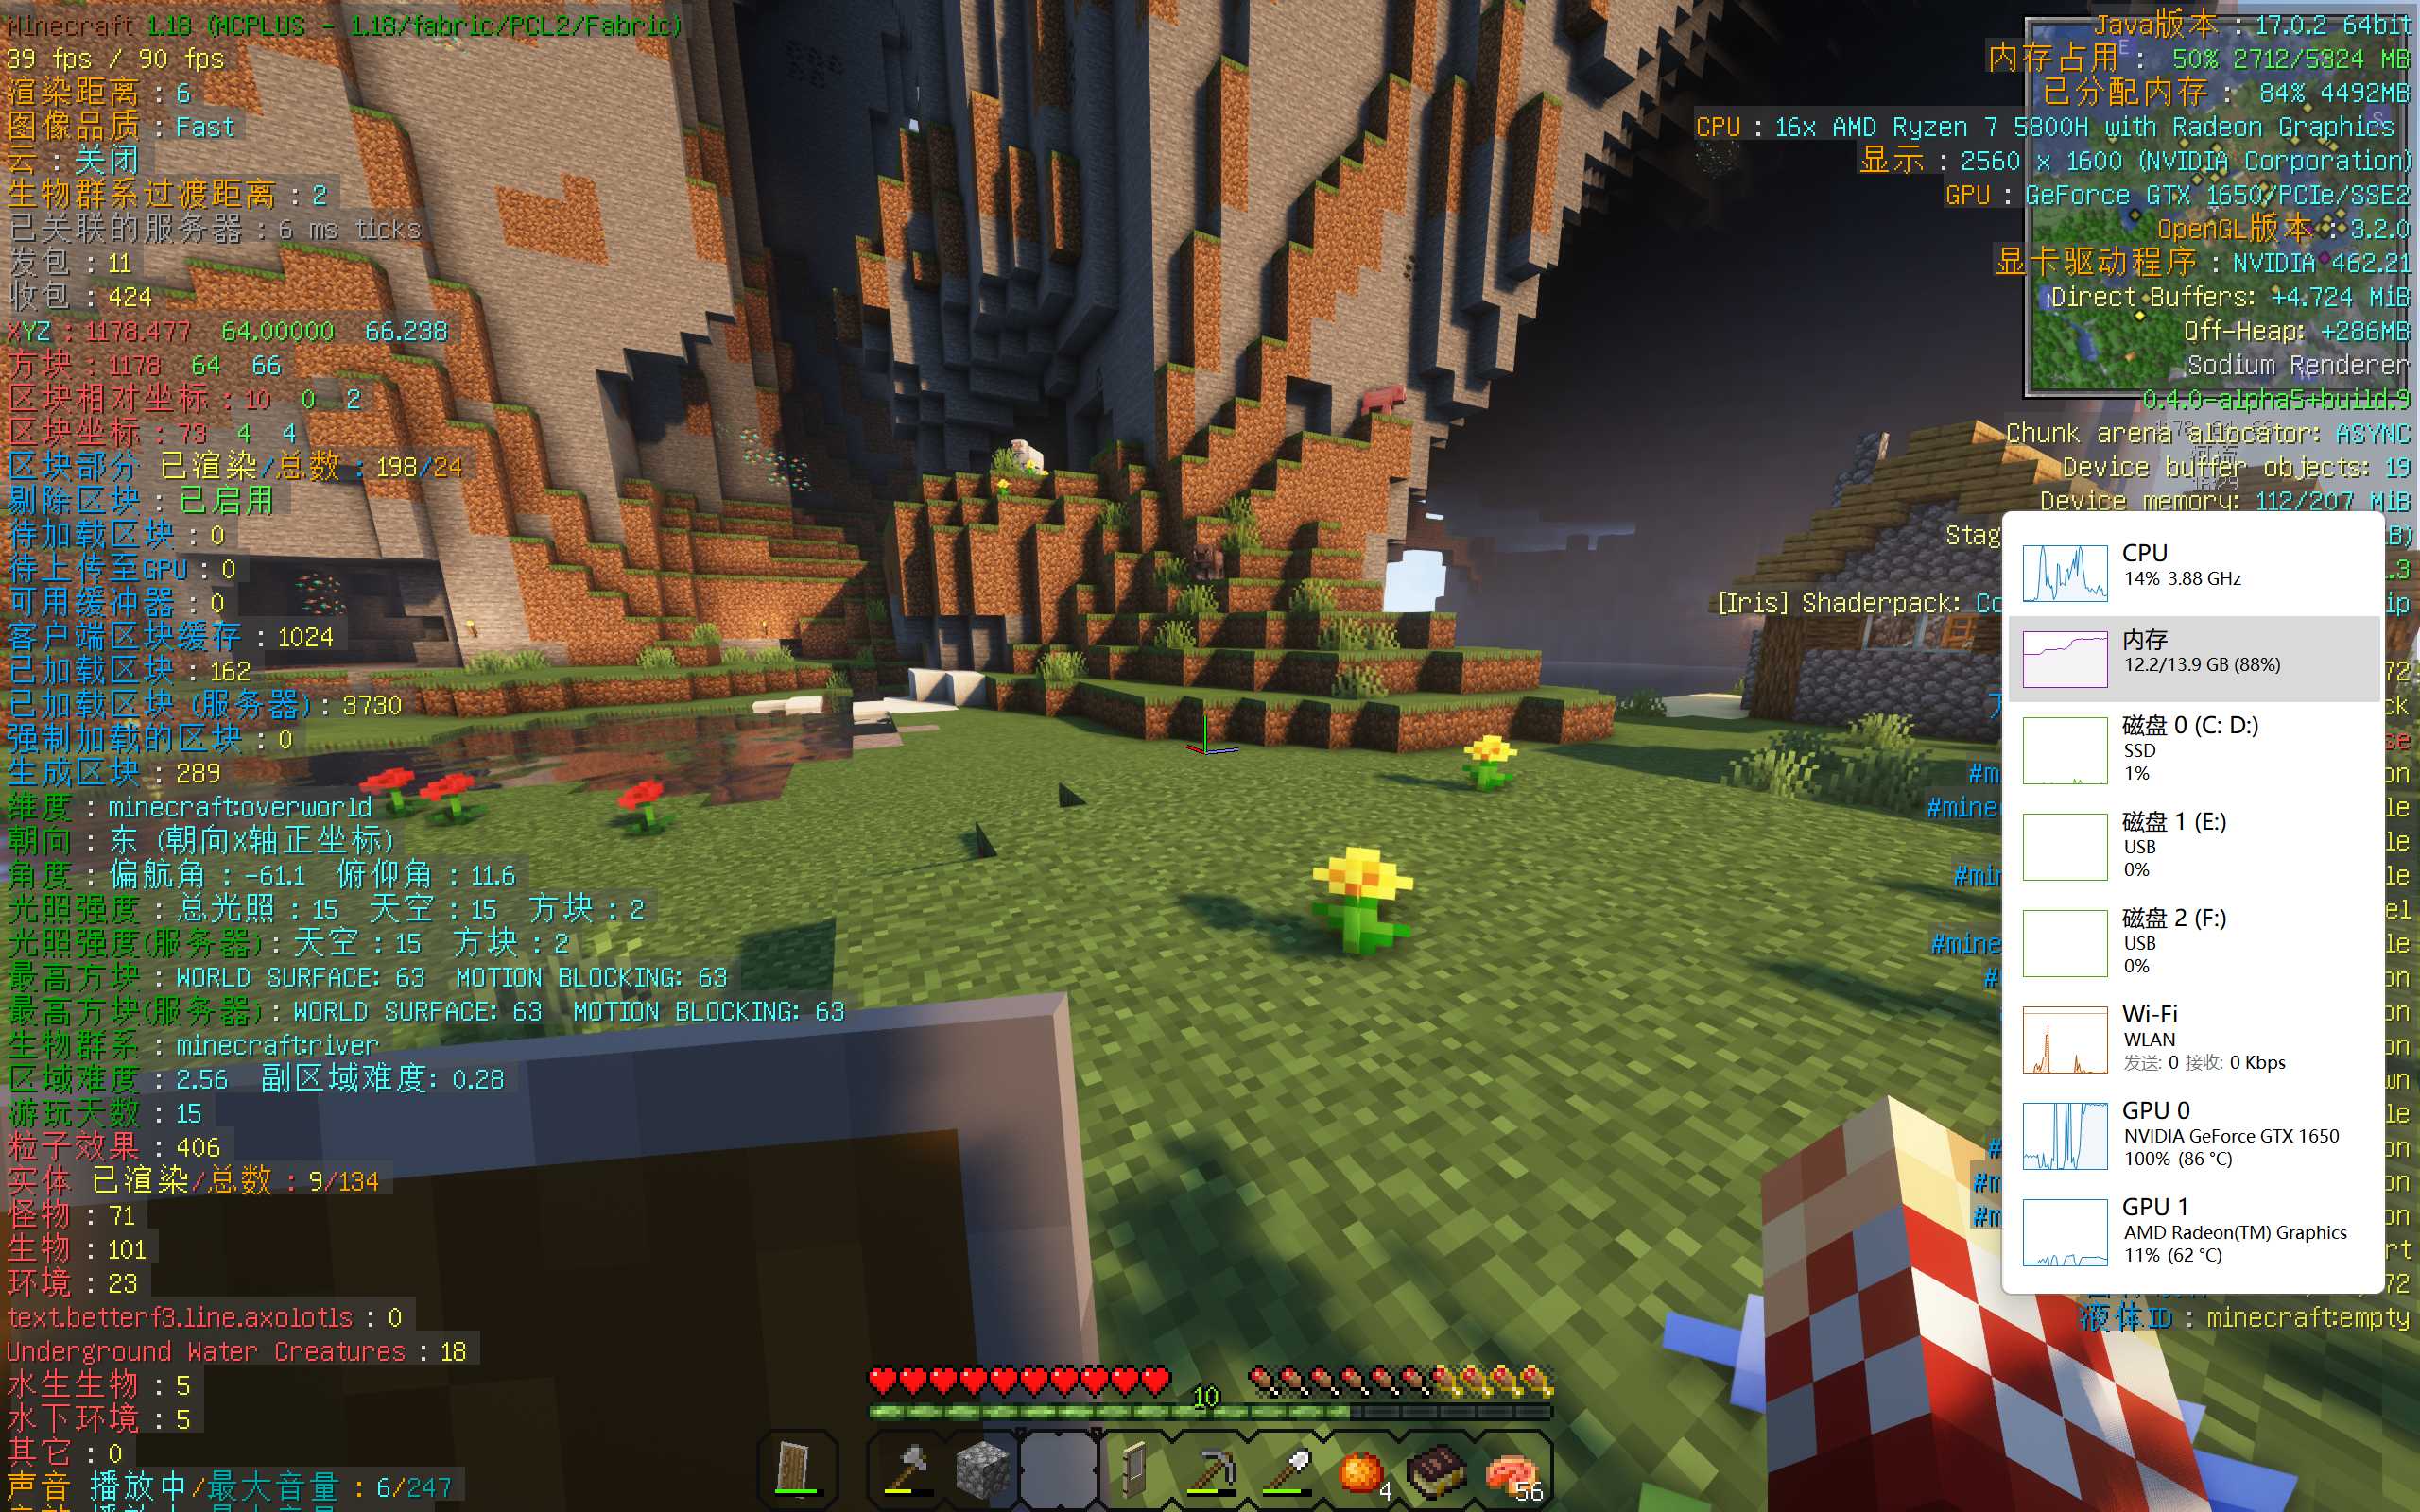 Minecraft 1.18 (MCPLUS - 1.18/fabric/PCL2/Fabric)
39 fps / 90 fps
渲染距离 : 6
图像品质 : Fast
云 : 关闭
生物群系过渡距离 : 2
已关联的服务器 : 6 ms ticks
发包 : 11
收包 : 424
XYZ : 1178.477 64.00000 66.238
方块 : 1178 64 66
区块相对坐标 : 10 0 2
区块坐标 : 73 4 4
区块部分 已渲染/总数 : 198/24
剔除区块 : 已启用
待加载区块 : 0
待上传至GPU : 0
可用缓冲器 : 0
客户端区块缓存 : 1024
已加载区块 : 162
已加载区块 (服务器) : 3730
强制加载的区块 : 0
生成区块 : 289
维度 : minecraft:overworld
朝向 : 东 (朝向X轴正坐标)
角度 : 偏航角 : -61.1 俯仰角 : 11.6
光照强度 : 总光照 : 15 天空 : 15 方块 : 2
光照强度(服务器) : 天空 : 15 方块 : 2
最高方块 : WORLD SURFACE: 63 MOTION BLOCKING: 63
最高方块(服务器) : WORLD SURFACE: 63 MOTION BLOCKING: 63
生物群系 : minecraft:river
区域难度 : 2.56 副区域难度: 0.28
游玩天数 : 15
粒子效果 : 406
实体 已渲染/总数 : 9/134
怪物 : 71
生物 : 101
环境 : 23
text.betterf3.line.axolotls : 0
Underground Water Creatures : 18
水生生物 : 5
水下环境 : 5
其它 : 0
声音 播放中/最大音量 : 6/247
Java版本 : 17.0.2 64bit
内存占用 : 50% 2712/5324 MB
已分配内存 : 84% 4492MB
CPU : 16x AMD Ryzen 7 5800H with Radeon Graphics
显示 : 2560 x 1600 (NVIDIA Corporation)
GPU : GeForce GTX 1650/PCIe/SSE2
OpenGL版本 : 3.2.0
显卡驱动程序 : NVIDIA 462.21
Direct Buffers: +4.724 MiB
Off-Heap: +286MB
Sodium Renderer
0.4.0-alpha5+build.9
Chunk arena allocator: ASYNC
Device buffer objects: 19
Device memory: 112/207 MiB
[Iris] Shaderpack:
CPU
14% 3.88 GHz
内存
12.2/13.9 GB (88%)
磁盘 0 (C: D:)
SSD
1%
磁盘 1 (E:)
USB
0%
磁盘 2 (F:)
USB
0%
Wi-Fi
WLAN
发送: 0 接收: 0 Kbps
GPU 0
NVIDIA GeForce GTX 1650
100% (86 °C)
GPU 1
AMD Radeon(TM) Graphics
11% (62 °C)
液体ID : minecraft:empty
10
4
56